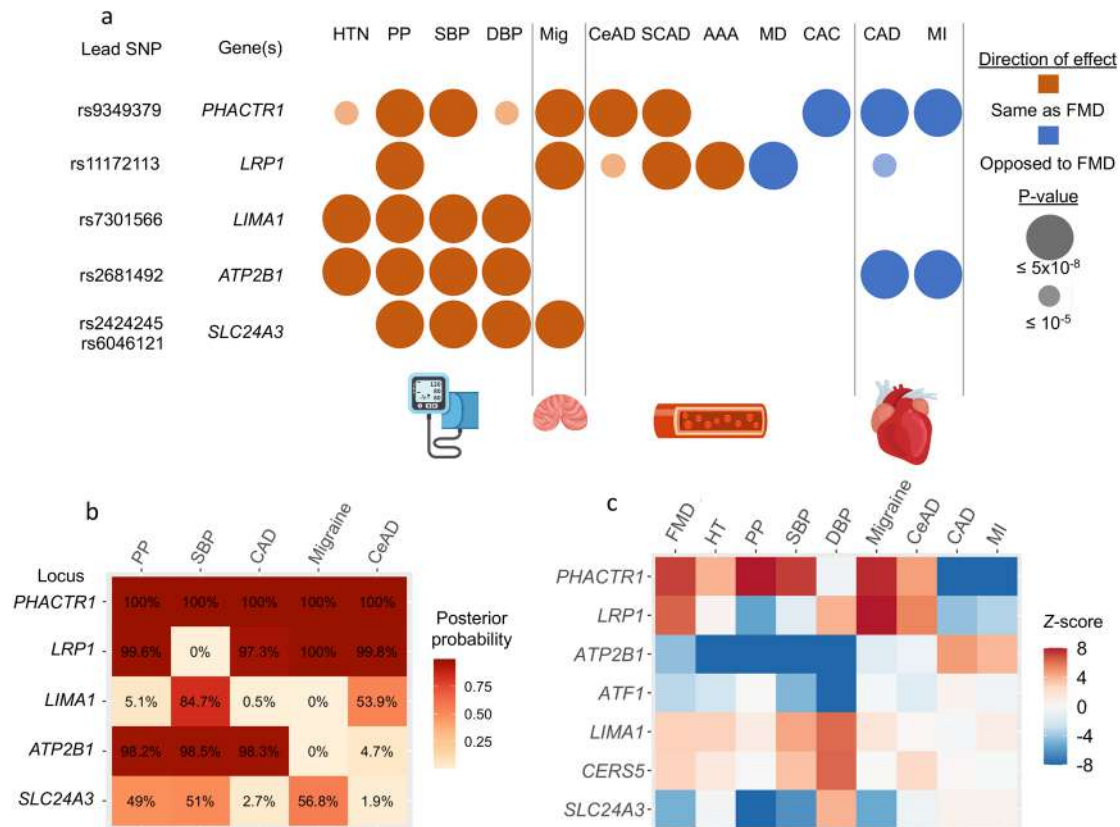 a
HTN PP SBP DBP Mig CeAD SCAD AAA MD CAC CAD MI
Lead SNP Gene(s)
Direction of effect
Same as FMD
Opposed to FMD
P-value
≤ 5x10⁻⁸
≤ 10⁻⁵
rs9349379 PHACTR1
rs11172113 LRP1
rs7301566 LIMA1
rs2681492 ATP2B1
rs2424245
rs6046121 SLC24A3
120
80
80
b
PP SBP CAD Migraine CeAD
Locus
PHACTR1 100% 100% 100% 100% 100%
LRP1 99.6% 0% 97.3% 100% 99.8%
LIMA1 5.1% 84.7% 0.5% 0% 53.9%
ATP2B1 98.2% 98.5% 98.3% 0% 4.7%
SLC24A3 49% 51% 2.7% 56.8% 1.9%
Posterior
probability
0.75
0.50
0.25
c
FMD HT PP SBP DBP Migraine CeAD CAD MI
PHACTR1
LRP1
ATP2B1
ATF1
LIMA1
CERS5
SLC24A3
Z-score
8
4
0
-4
-8